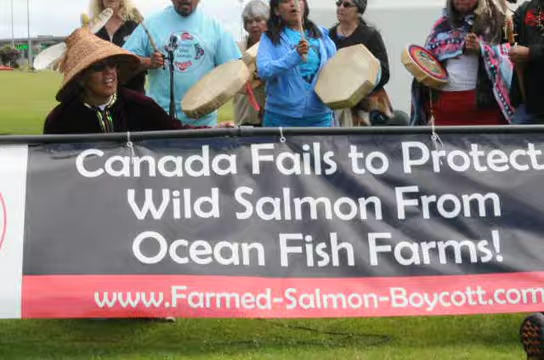 Canada Fails to Protect
Wild Salmon From
Ocean Fish Farms!
www.Farmed-Salmon-Boycott.com